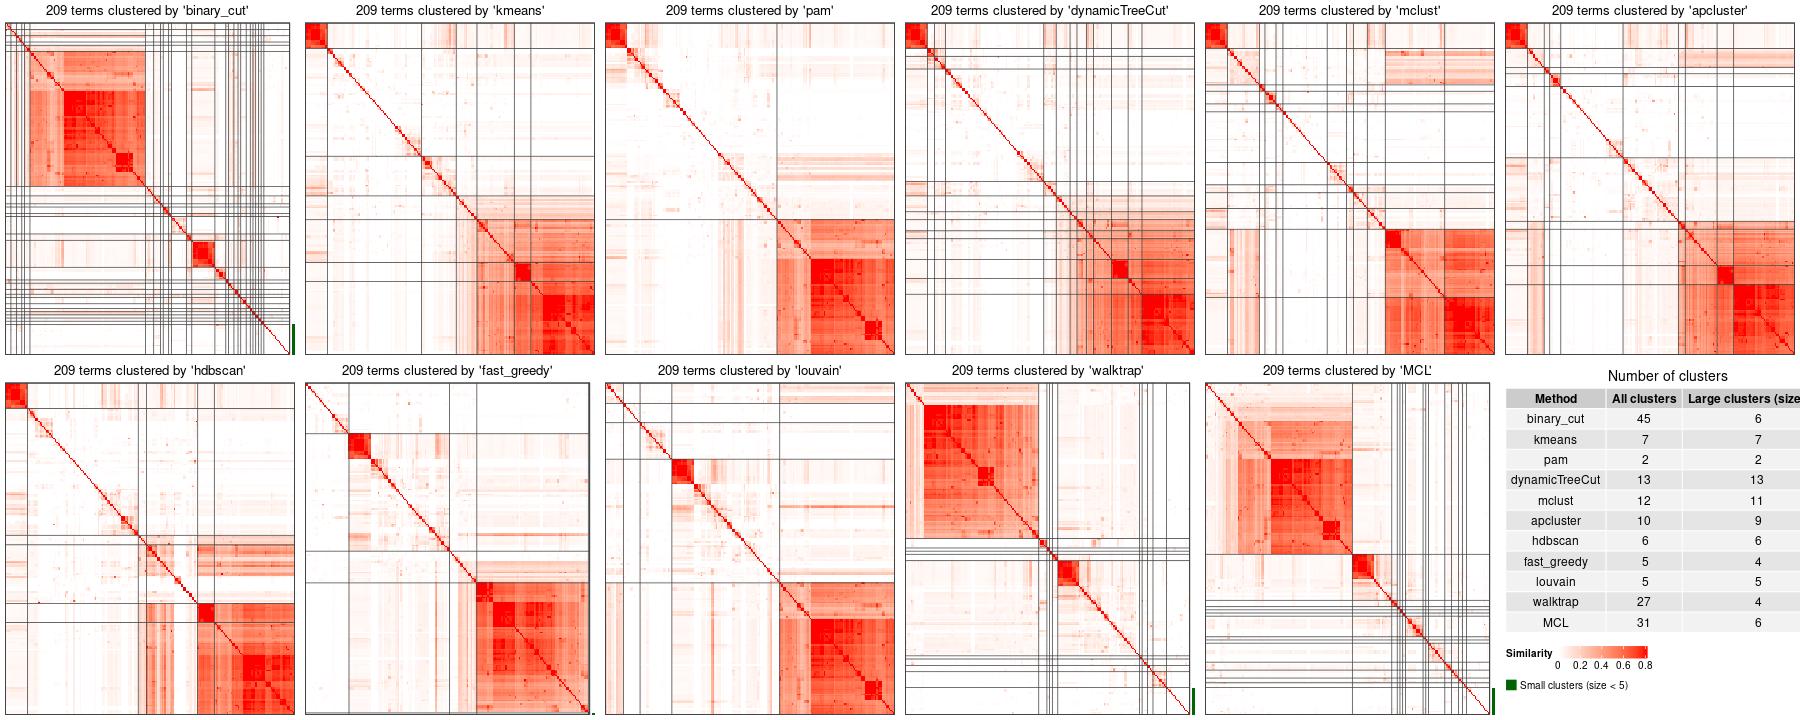 209 terms clustered by 'binary_cut'
209 terms clustered by 'kmeans'
209 terms clustered by 'pam'
209 terms clustered by 'dynamicTreeCut'
209 terms clustered by 'mclust'
209 terms clustered by 'apcluster'
209 terms clustered by 'hdbscan'
209 terms clustered by 'fast_greedy'
209 terms clustered by 'louvain'
209 terms clustered by 'walktrap'
209 terms clustered by 'MCL'
Number of clusters
Method All clusters Large clusters (size
binary_cut 45 6
kmeans 7 7
pam 2 2
dynamicTreeCut 13 13
mclust 12 11
apcluster 10 9
hdbscan 6 6
fast_greedy 5 4
louvain 5 5
walktrap 27 4
MCL 31 6
Similarity
0 0.2 0.4 0.6 0.8
Small clusters (size < 5)